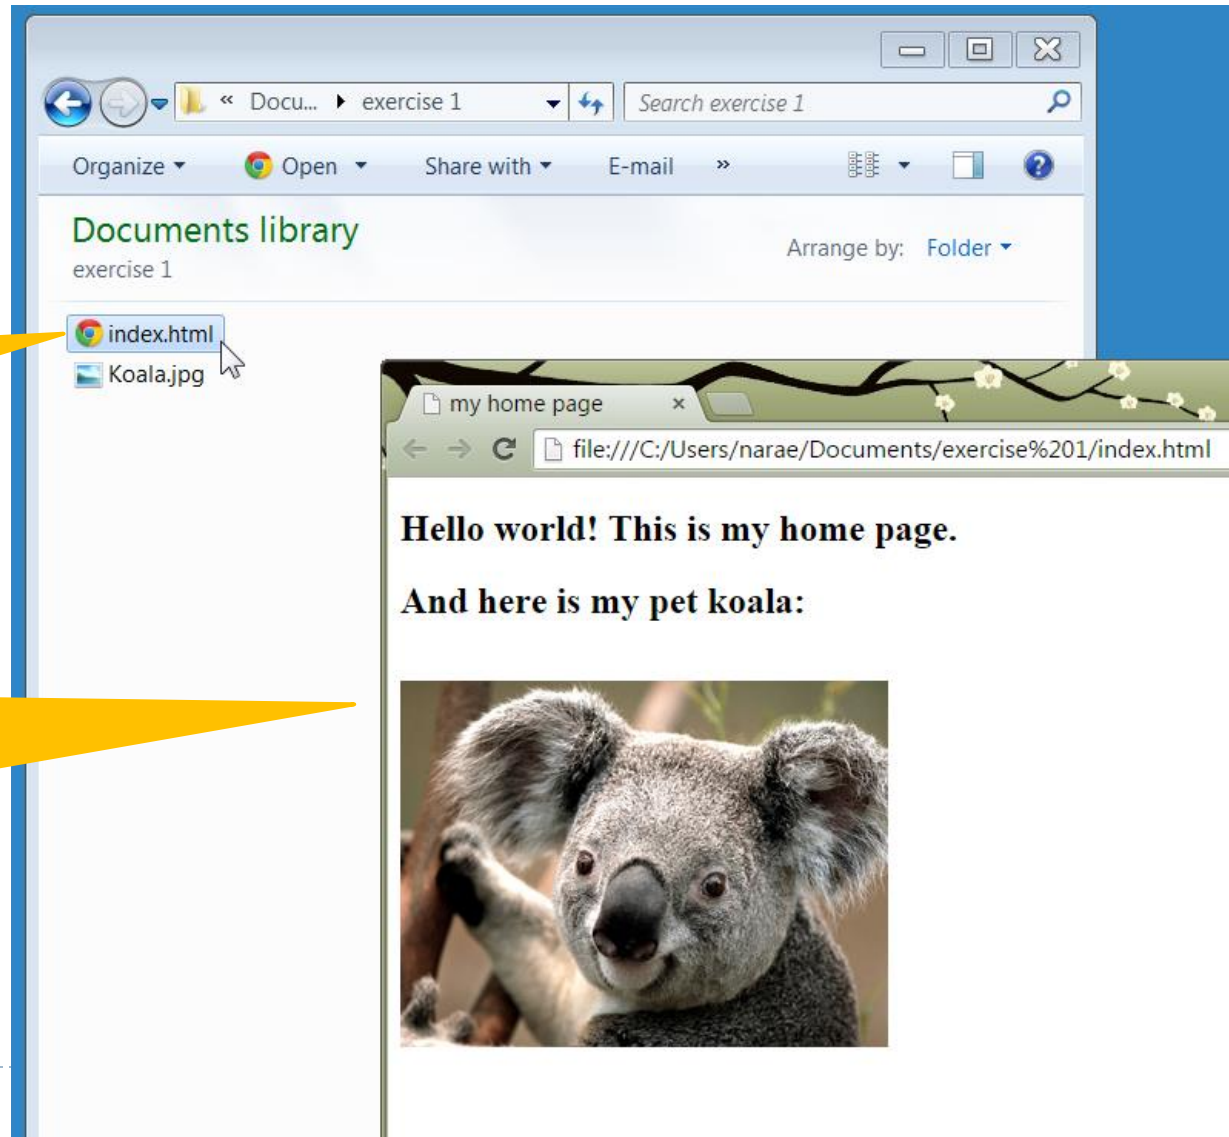 « Docu... exercise 1
Search exercise 1
Organize Open Share with E-mail »
Documents library
exercise 1
Arrange by: Folder
index.html
Koala.jpg
my home page
file:///C:/Users/narae/Documents/exercise%201/index.html
Hello world! This is my home page.
And here is my pet koala: